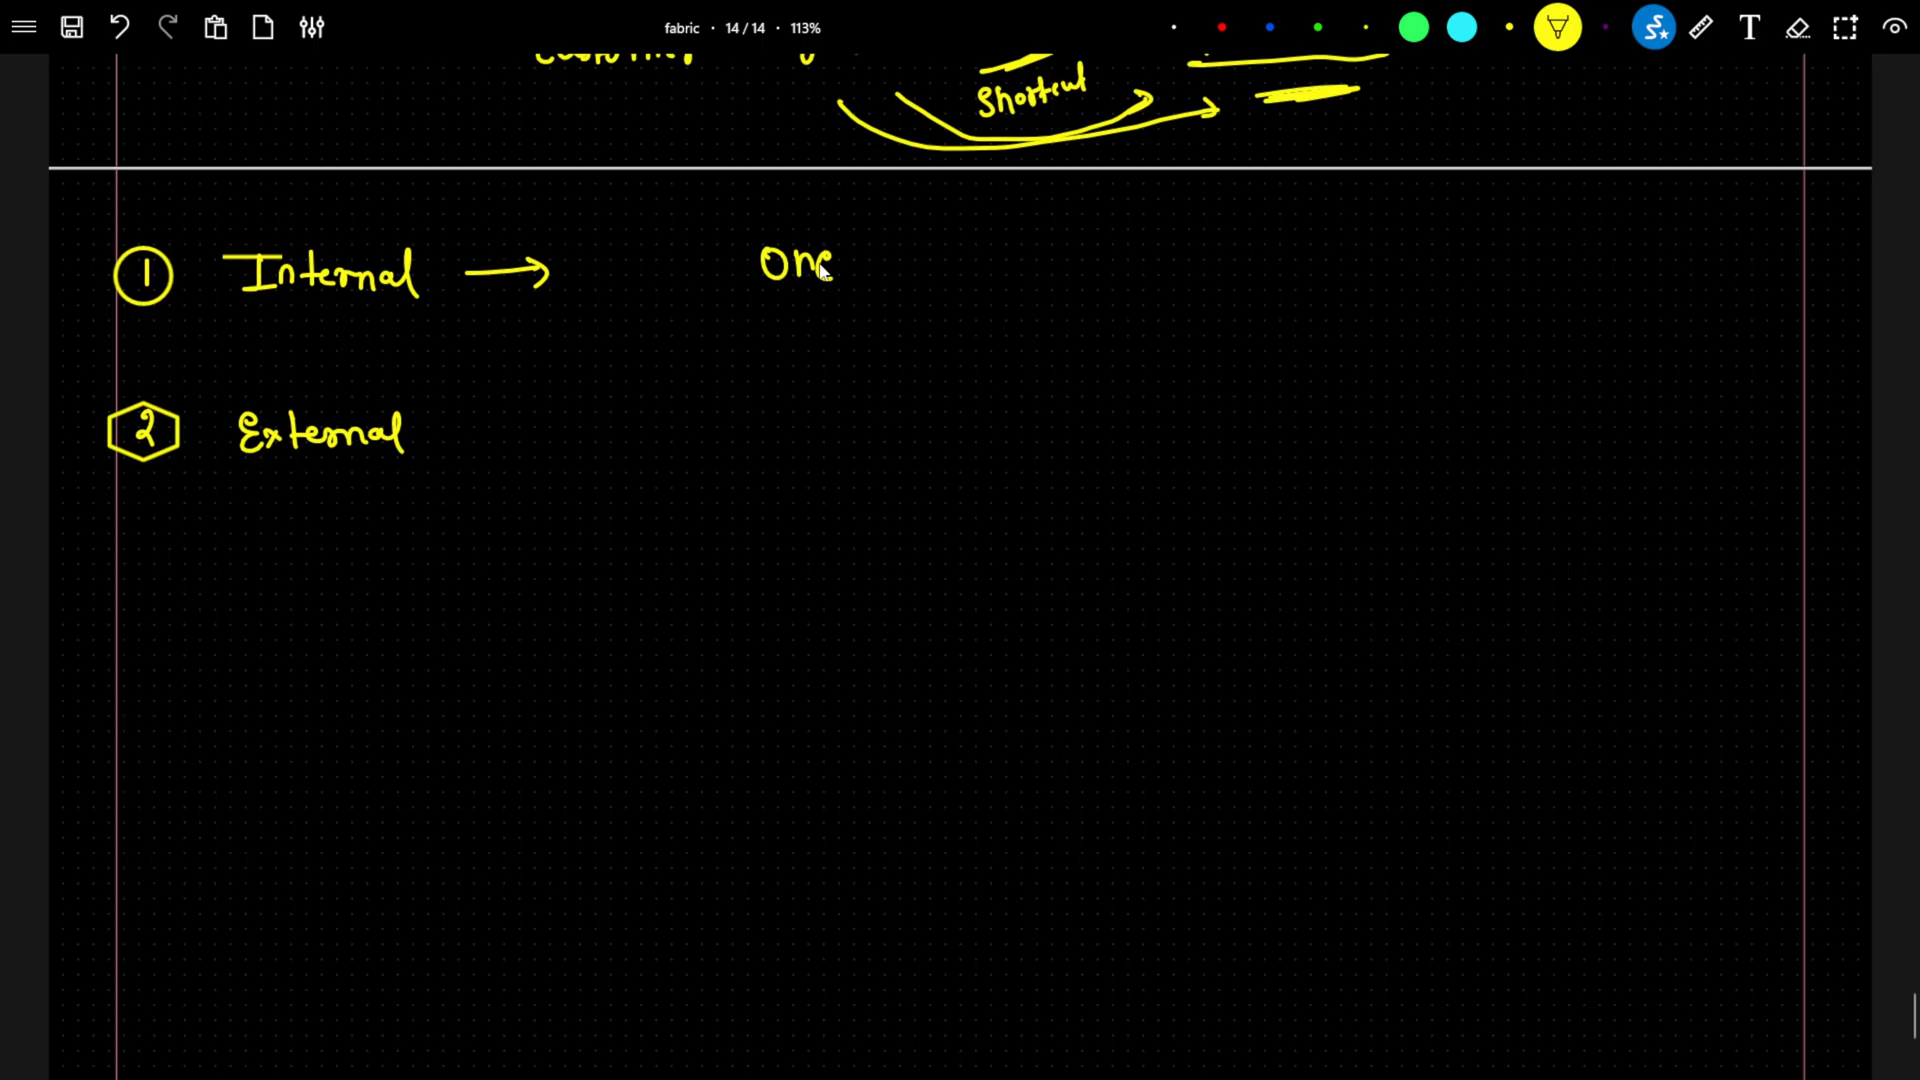 fabric • 14 / 14 • 113%
Shortcut
1 Internal → One
2 External